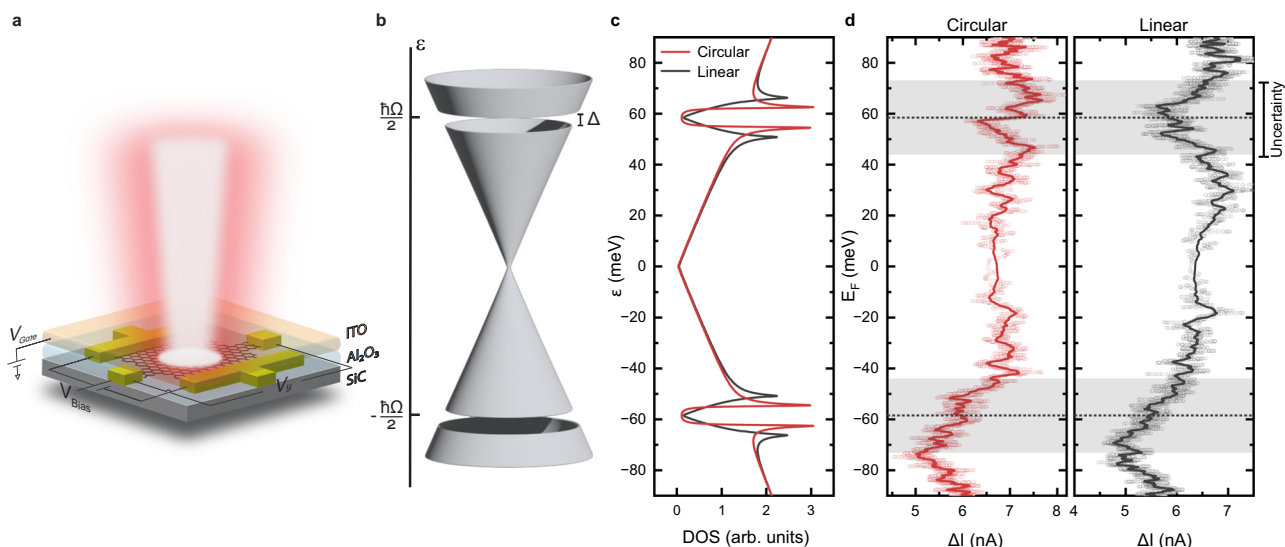 a
V_Gate
ITO
Al₂O₃
SiC
V_Bias
V_y
b
ε
ħΩ
2
Δ
- ħΩ
2
c
Circular
Linear
80
60
40
20
0
−20
−40
−60
−80
ε (meV)
0 1 2 3
DOS (arb. units)
d
Circular
Linear
80
60
40
20
0
−20
−40
−60
−80
E_F (meV)
5 6 7 8
ΔI (nA)
4 5 6 7
ΔI (nA)
Uncertainty